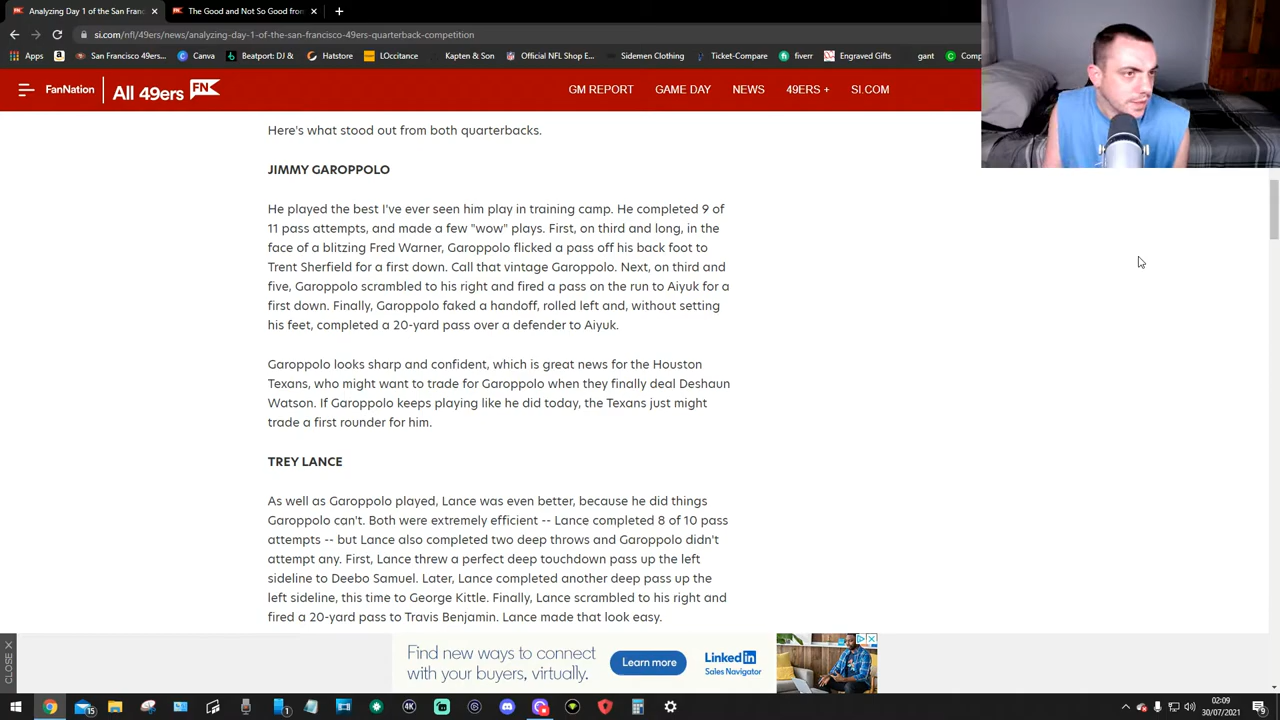 Analyzing Day 1 of the San Franc
The Good and Not So Good from
si.com/nfl/49ers/news/analyzing-day-1-of-the-san-francisco-49ers-quarterback-competition
Apps
San Francisco 49ers...
Canva
Beatport: DJ &...
Hatstore
LOccitance
Kapten & Son
Official NFL Shop E...
Sidemen Clothing
Ticket-Compare
fiverr
Engraved Gifts
gant
Comp
FanNation
All 49ers FN
GM REPORT
GAME DAY
NEWS
49ERS +
SI.COM
Here's what stood out from both quarterbacks.
JIMMY GAROPPOLO
He played the best I've ever seen him play in training camp. He completed 9 of
11 pass attempts, and made a few "wow" plays. First, on third and long, in the
face of a blitzing Fred Warner, Garoppolo flicked a pass off his back foot to
Trent Sherfield for a first down. Call that vintage Garoppolo. Next, on third and
five, Garoppolo scrambled to his right and fired a pass on the run to Aiyuk for a
first down. Finally, Garoppolo faked a handoff, rolled left and, without setting
his feet, completed a 20-yard pass over a defender to Aiyuk.
Garoppolo looks sharp and confident, which is great news for the Houston
Texans, who might want to trade for Garoppolo when they finally deal Deshaun
Watson. If Garoppolo keeps playing like he did today, the Texans just might
trade a first rounder for him.
TREY LANCE
As well as Garoppolo played, Lance was even better, because he did things
Garoppolo can't. Both were extremely efficient -- Lance completed 8 of 10 pass
attempts -- but Lance also completed two deep throws and Garoppolo didn't
attempt any. First, Lance threw a perfect deep touchdown pass up the left
sideline to Deebo Samuel. Later, Lance completed another deep pass up the
left sideline, this time to George Kittle. Finally, Lance scrambled to his right and
fired a 20-yard pass to Travis Benjamin. Lance made that look easy.
CLOSE X
Find new ways to connect
with your buyers, virtually.
Learn more
LinkedIn
Sales Navigator
15
1
4K
02:09
30/07/2021
9